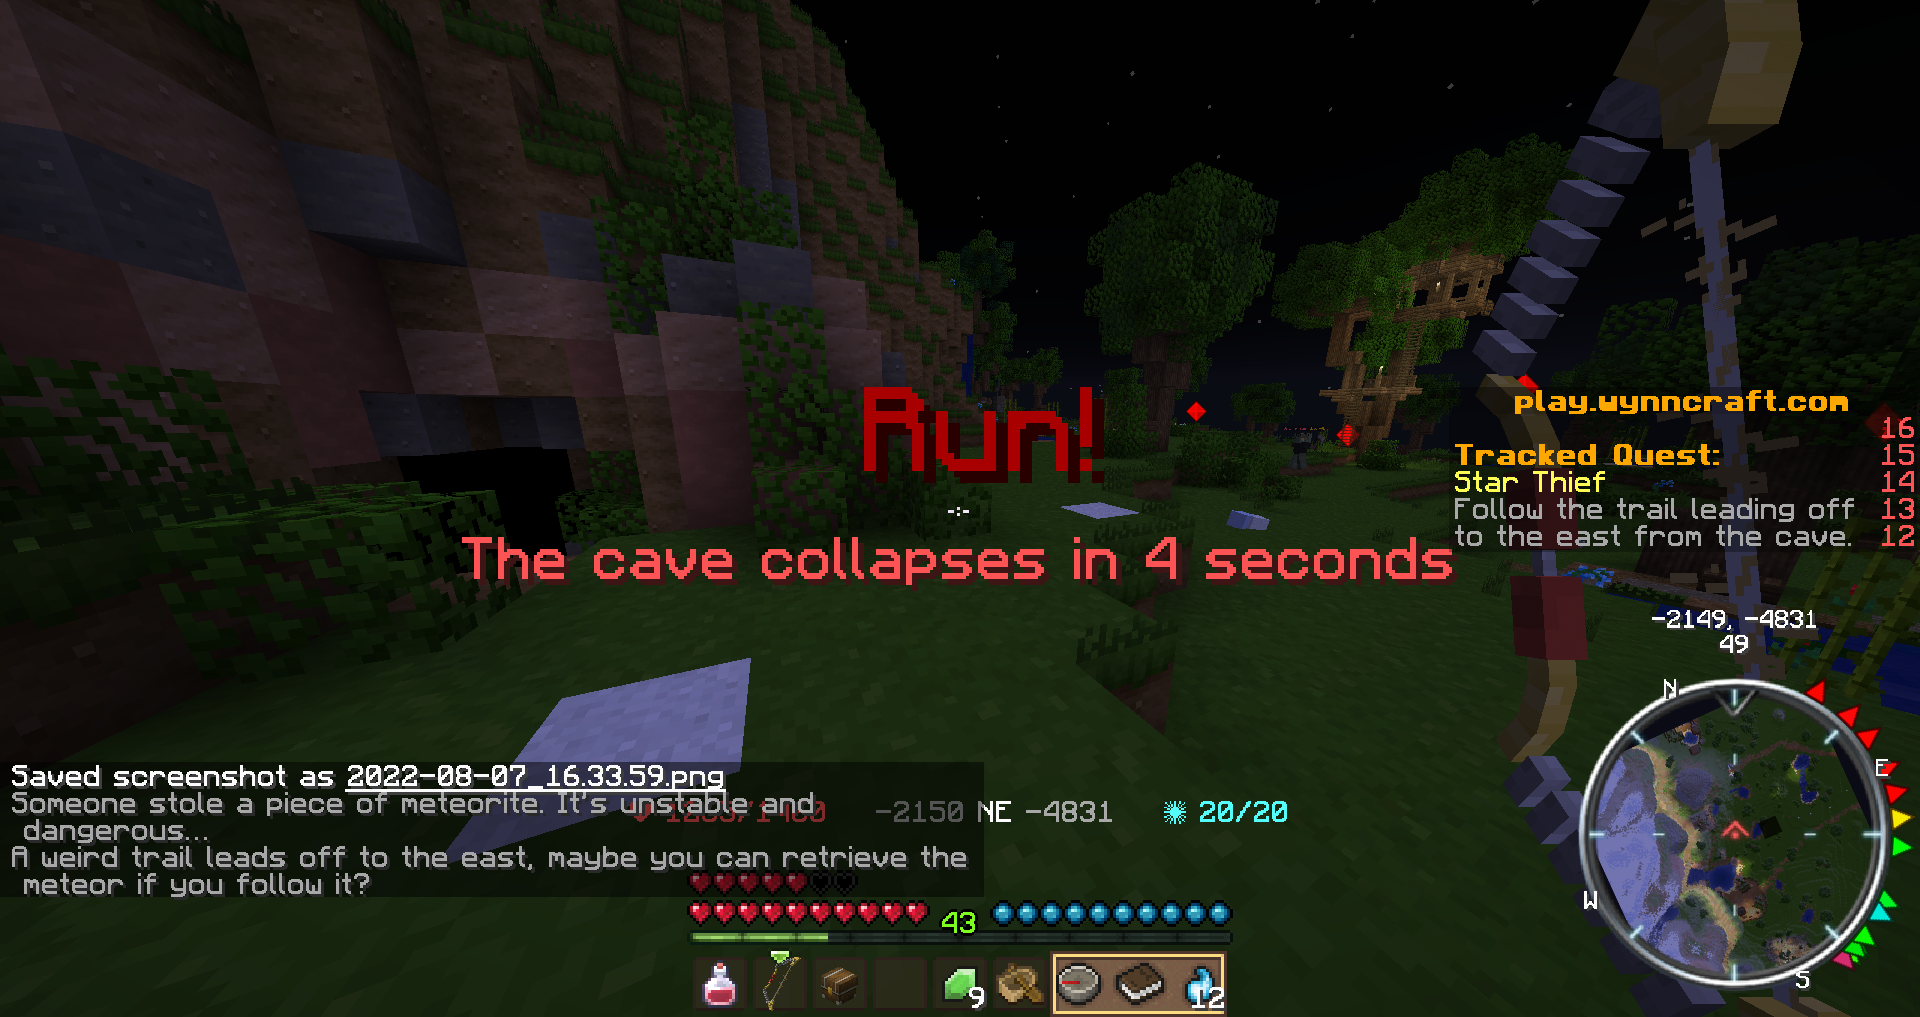 Run!
The cave collapses in 4 seconds
play.wynncraft.com
16
Tracked Quest: 15
Star Thief 14
Follow the trail leading off 13
to the east from the cave. 12
-2149, -4831
49
N
E
W
S
Saved screenshot as 2022-08-07_16.33.59.png
Someone stole a piece of meteorite. It's unstable and
dangerous...
A weird trail leads off to the east, maybe you can retrieve the
meteor if you follow it?
-2150 NE -4831 20/20
43
9
12